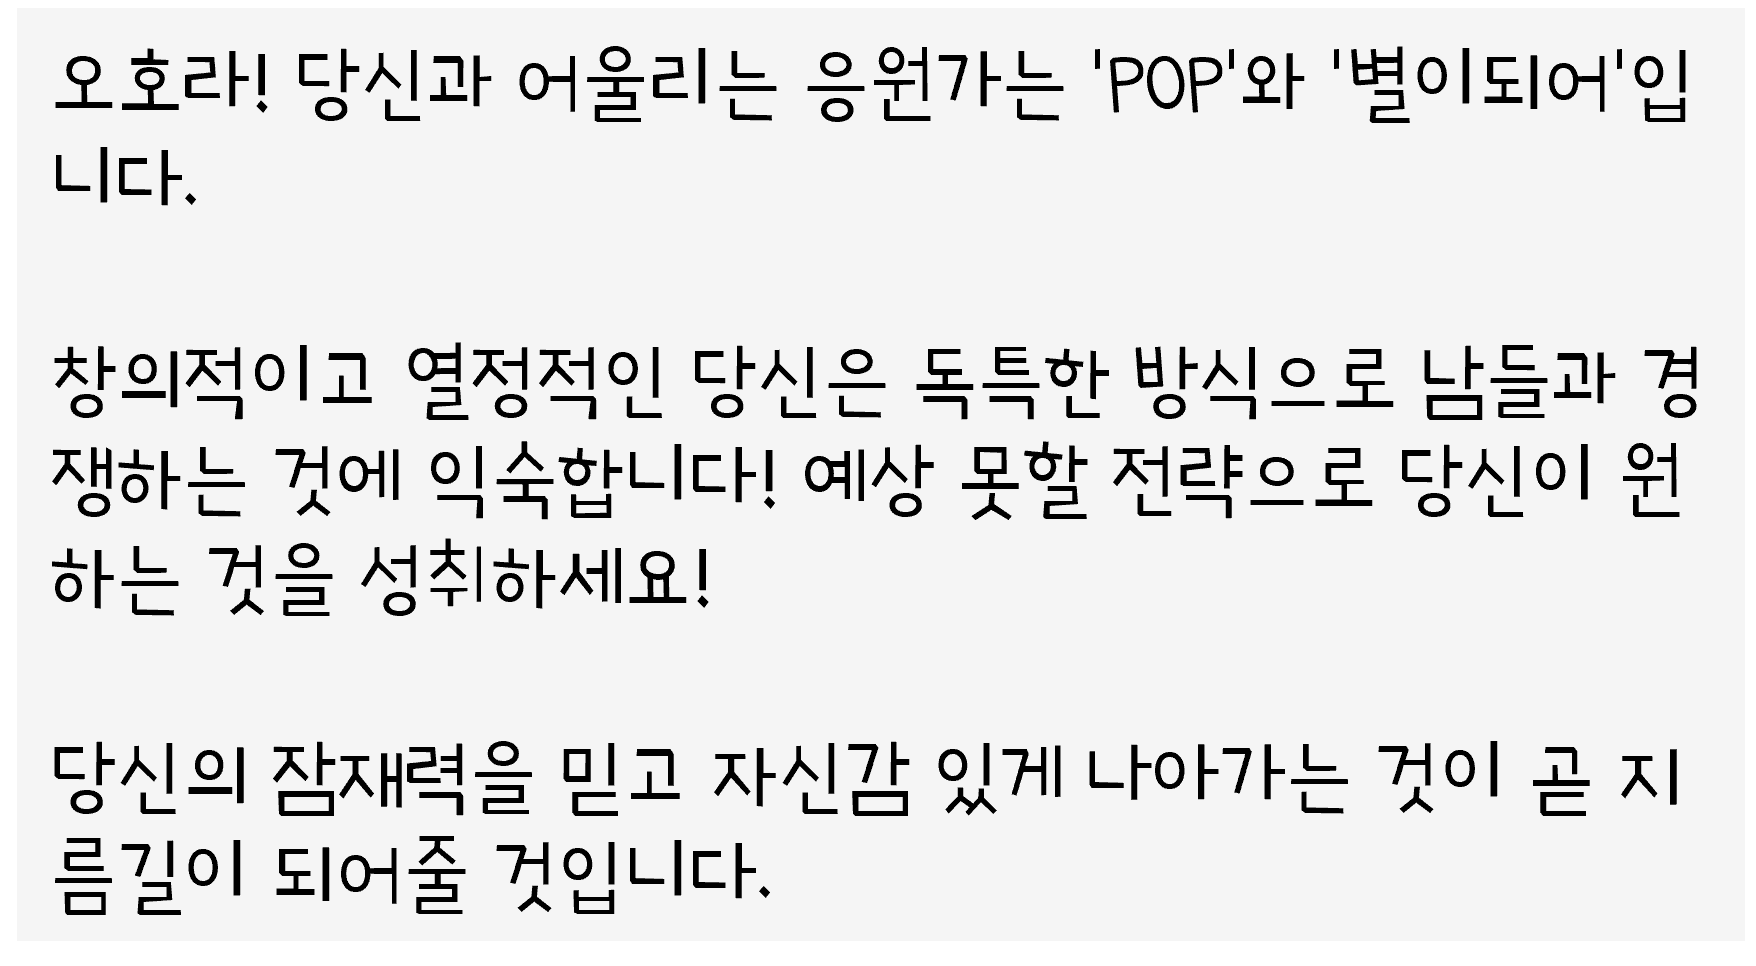 오호라! 당신과 어울리는 응원가는 'POP'와 '별이되어'입
니다.
창의적이고 열정적인 당신은 독특한 방식으로 남들과 경
쟁하는 것에 익숙합니다! 예상 못할 전략으로 당신이 원
하는 것을 성취하세요!
당신의 잠재력을 믿고 자신감 있게 나아가는 것이 곧 지
름길이 되어줄 것입니다.